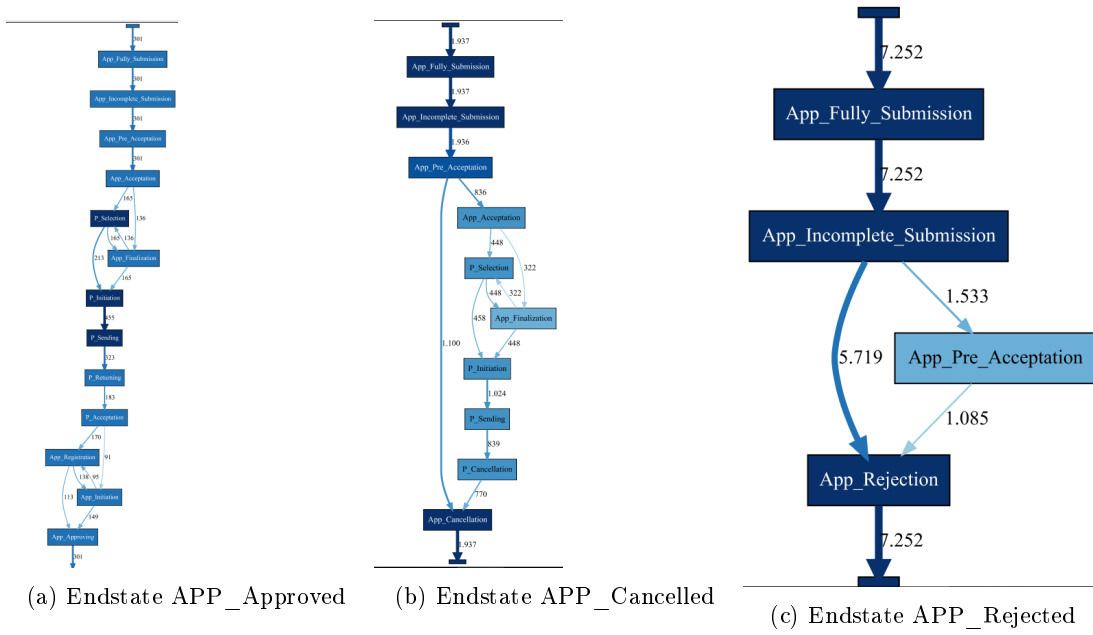 301
App_Fully_Submission
301
App_Incomplete_Submission
301
App_Pre_Acceptation
301
App_Acceptation
165
136
P_Selection
165
136
213
App_Finalization
165
P_Initiation
455
P_Sending
323
P_Returning
183
P_Acceptation
170
91
App_Registration
138
95
113
App_Initiation
149
App_Approving
301
(a) Endstate APP_Approved
1.937
App_Fully_Submission
1.937
App_Incomplete_Submission
1.936
App_Pre_Acceptation
836
App_Acceptation
448
322
P_Selection
448
322
458
App_Finalization
1.100
448
P_Initiation
1.024
P_Sending
839
P_Cancellation
770
App_Cancellation
1.937
(b) Endstate APP_Cancelled
7.252
App_Fully_Submission
7.252
App_Incomplete_Submission
1.533
5.719
App_Pre_Acceptation
1.085
App_Rejection
7.252
(c) Endstate APP_Rejected